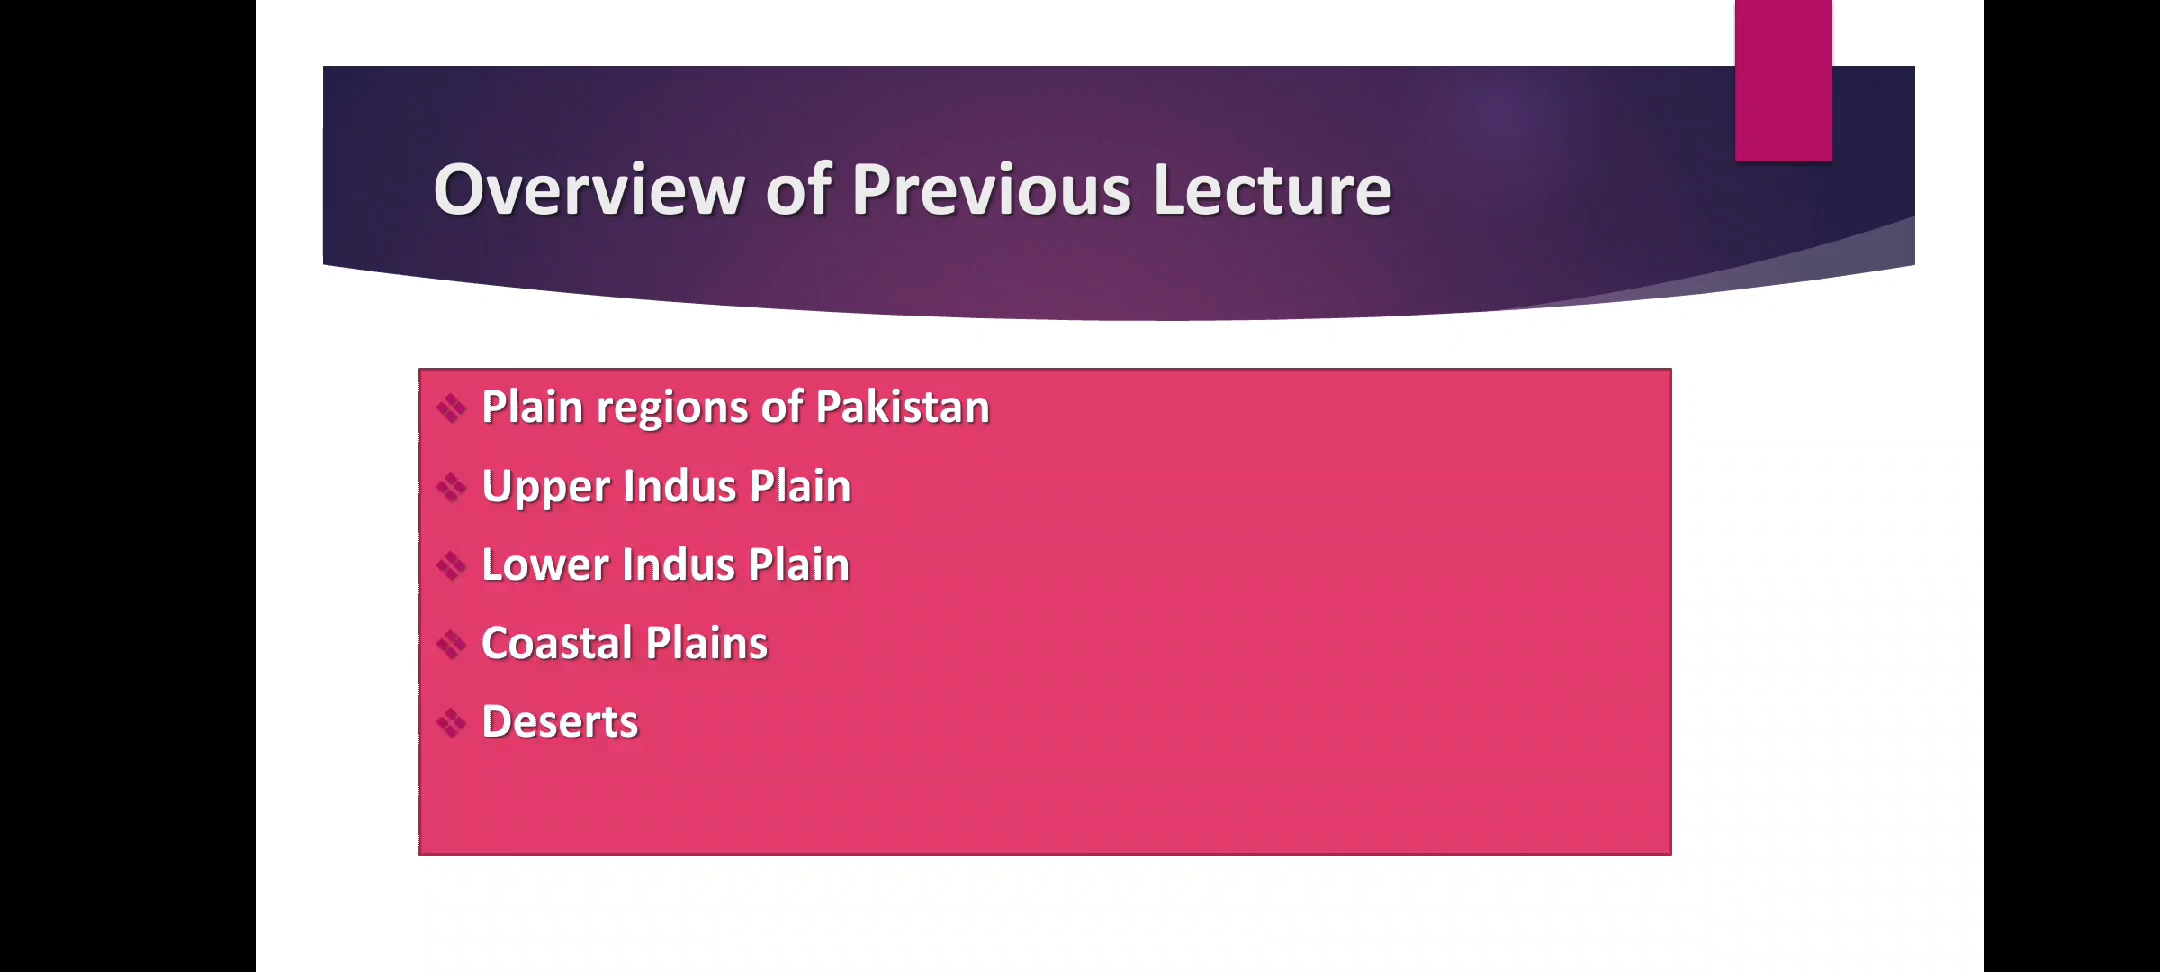 Overview of Previous Lecture
Plain regions of Pakistan
Upper Indus Plain
Lower Indus Plain
Coastal Plains
Deserts